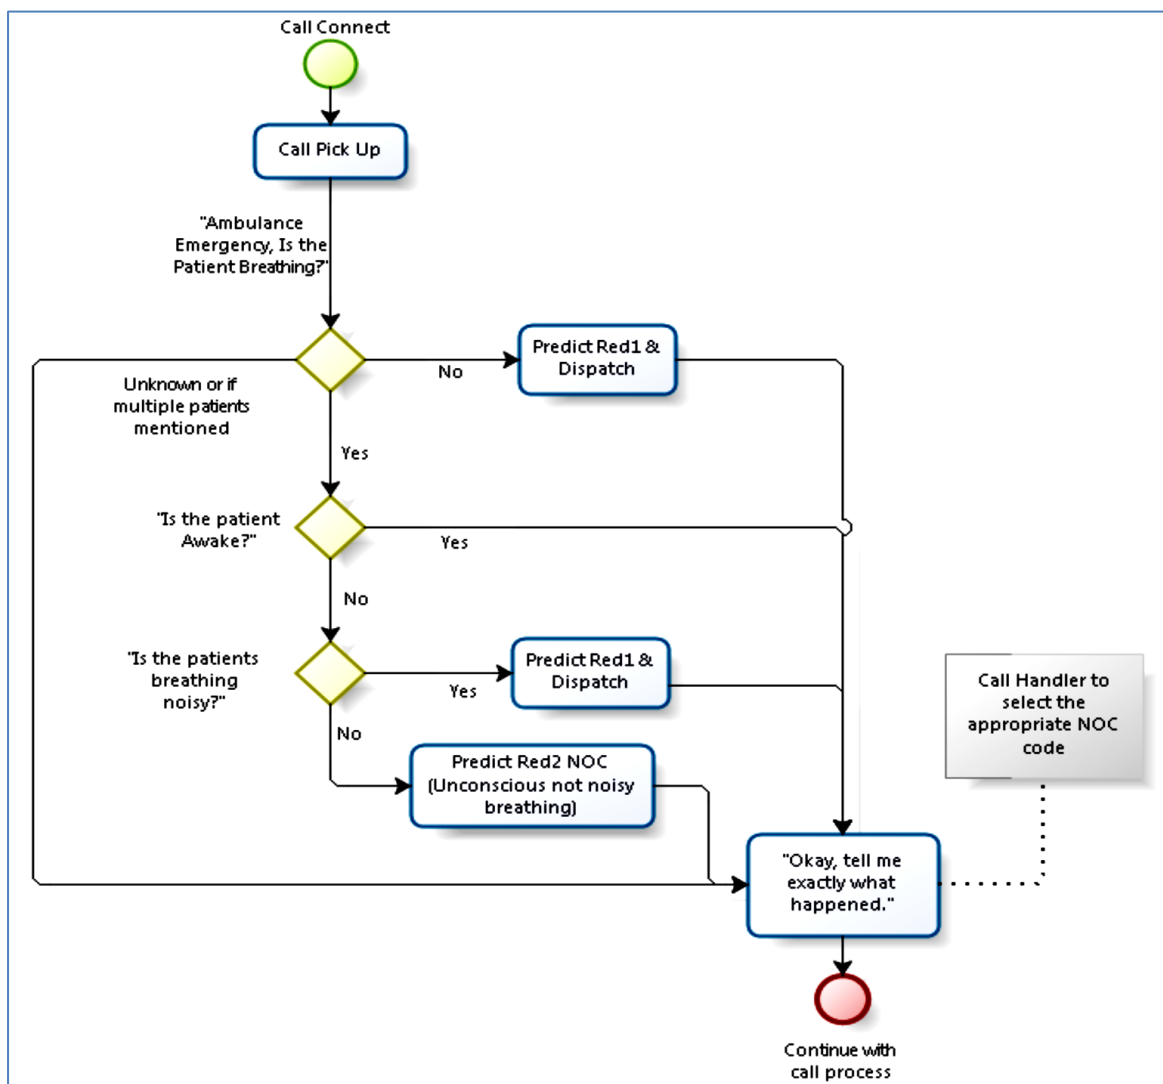 Call Connect
Call Pick Up
"Ambulance
Emergency, Is the
Patient Breathing?"
Predict Red1 &
Dispatch
No
Unknown or if
multiple patients
mentioned
Yes
"Is the patient
Awake?"
Yes
No
"Is the patients
breathing
noisy?"
Predict Red1 &
Dispatch
Yes
Call Handler to
select the
appropriate NOC
code
No
Predict Red2 NOC
(Unconscious not noisy
breathing)
"Okay, tell me
exactly what
happened."
Continue with
call process